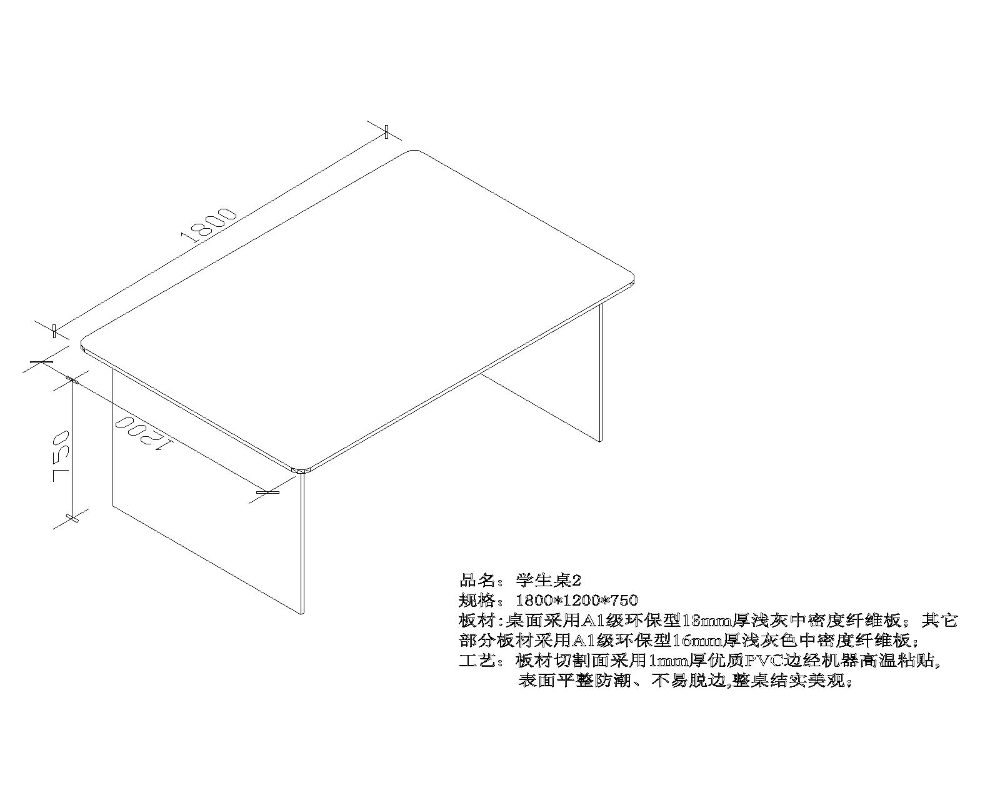 1800
1200
750
品名：学生桌2
规格：1800*1200*750
板材:桌面采用A1级环保型18mm厚浅灰中密度纤维板；其它
部分板材采用A1级环保型16mm厚浅灰色中密度纤维板；
工艺：板材切割面采用1mm厚优质PVC边经机器高温粘贴,
表面平整防潮、不易脱边,整桌结实美观；